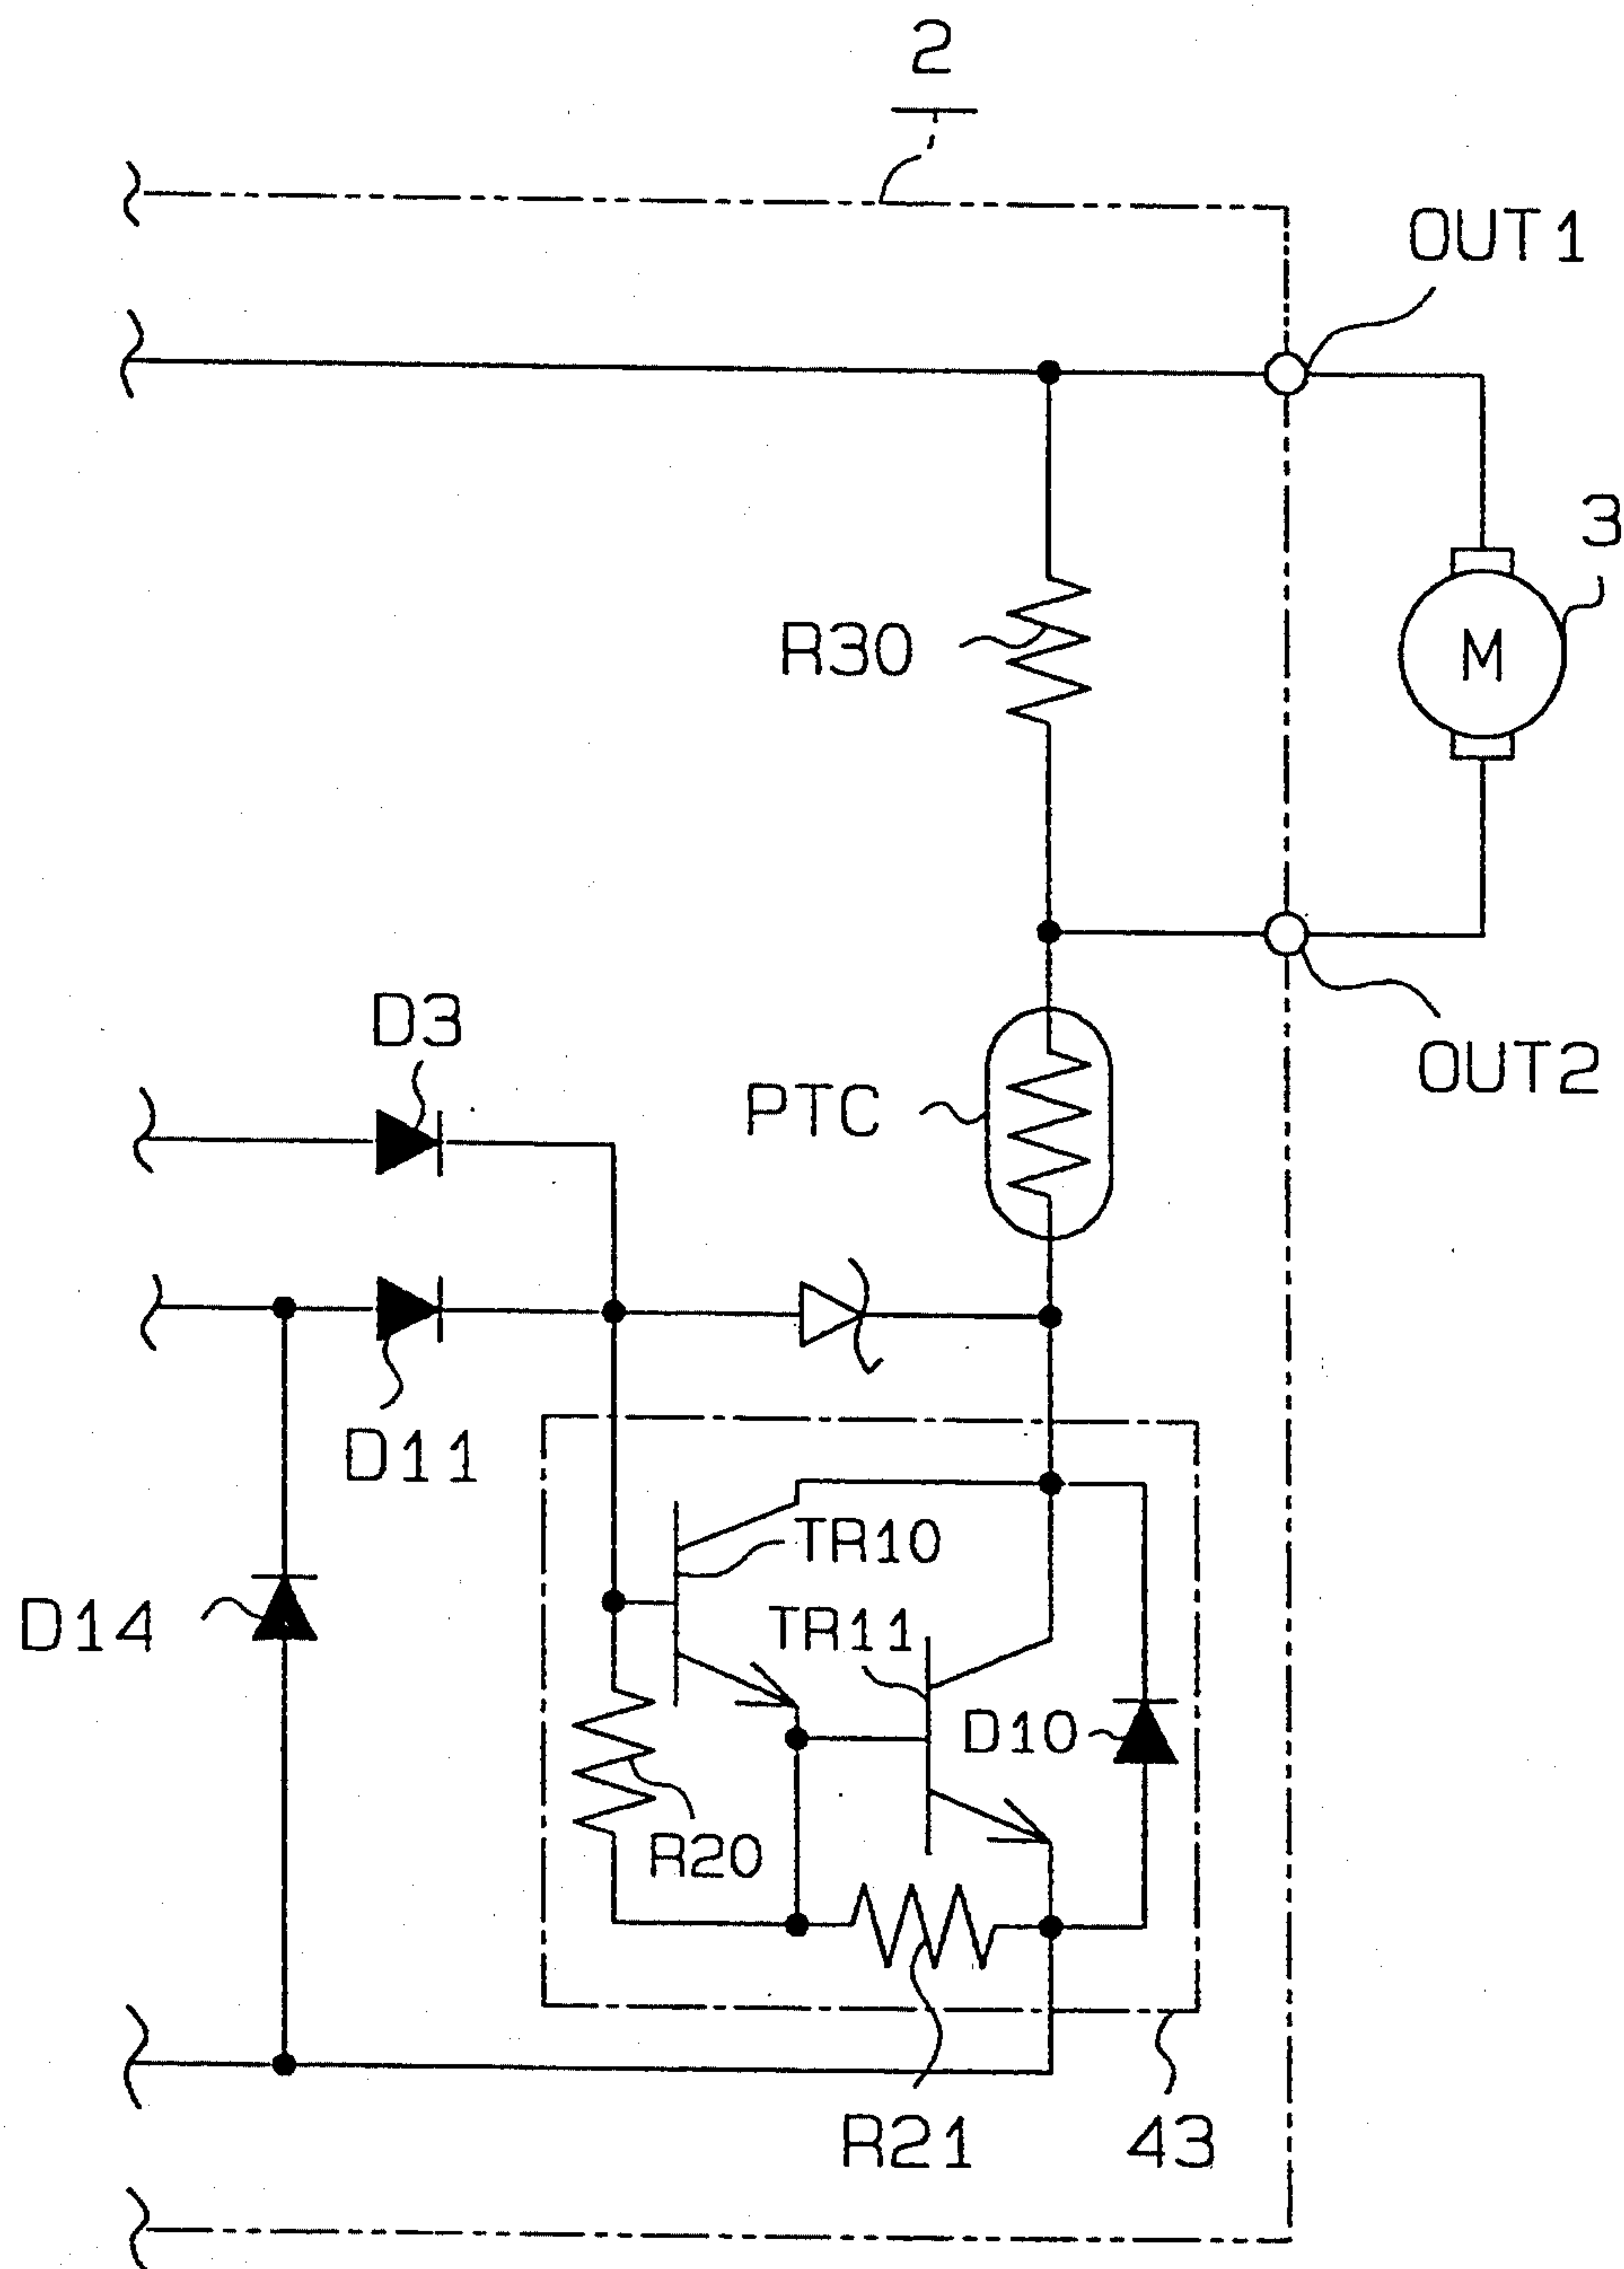 2
OUT1
3
R30
M
D3
PTC
OUT2
D11
TR10
D14
TR11
D10
R20
R21
43